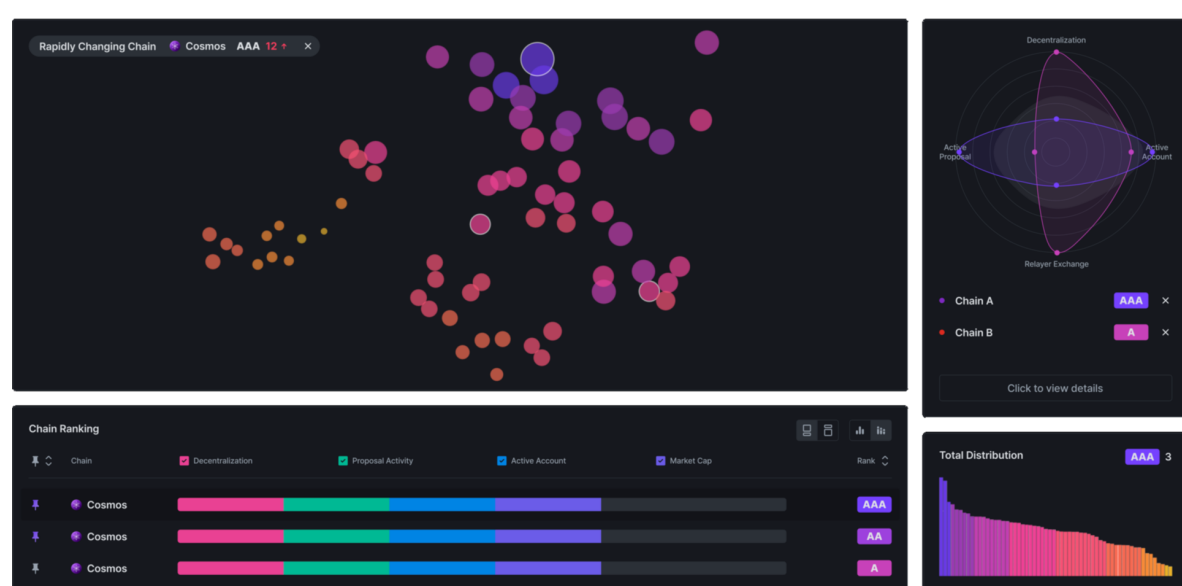 Rapidly Changing Chain Cosmos AAA 12 ↑ ×
Decentralization
Active Proposal
Active Account
Relayer Exchange
Chain A AAA ×
Chain B A ×
Click to view details
Chain Ranking
Chain Decentralization Proposal Activity Active Account Market Cap Rank
Cosmos AAA
Cosmos AA
Cosmos A
Total Distribution AAA 3